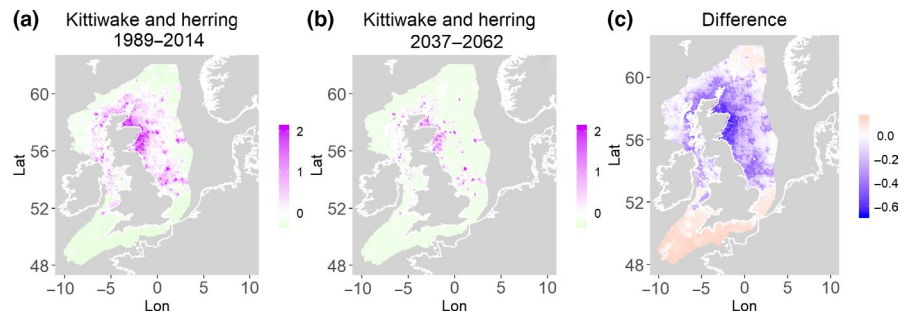 (a) Kittiwake and herring
1989–2014
Lat
60
56
52
48
−10 −5 0 5 10
Lon
2
1
0
(b) Kittiwake and herring
2037–2062
Lat
60
56
52
48
−10 −5 0 5 10
Lon
2
1
0
(c) Difference
Lat
60
56
52
48
−10 −5 0 5 10
Lon
0.0
−0.2
−0.4
−0.6